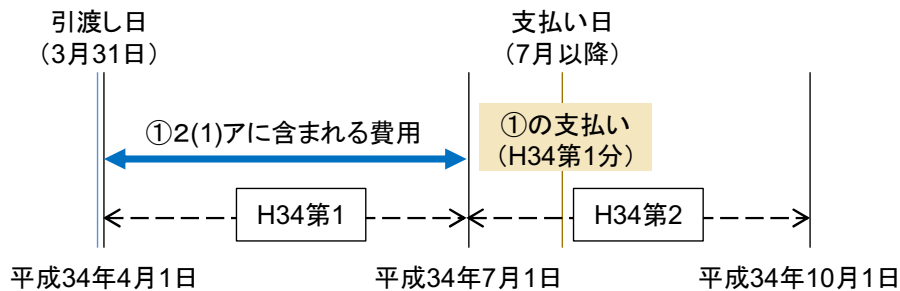 引渡し日
（3月31日）
支払い日
（7月以降）
①2(1)アに含まれる費用
①の支払い
（H34第1分）
H34第1
H34第2
平成34年4月1日
平成34年7月1日
平成34年10月1日